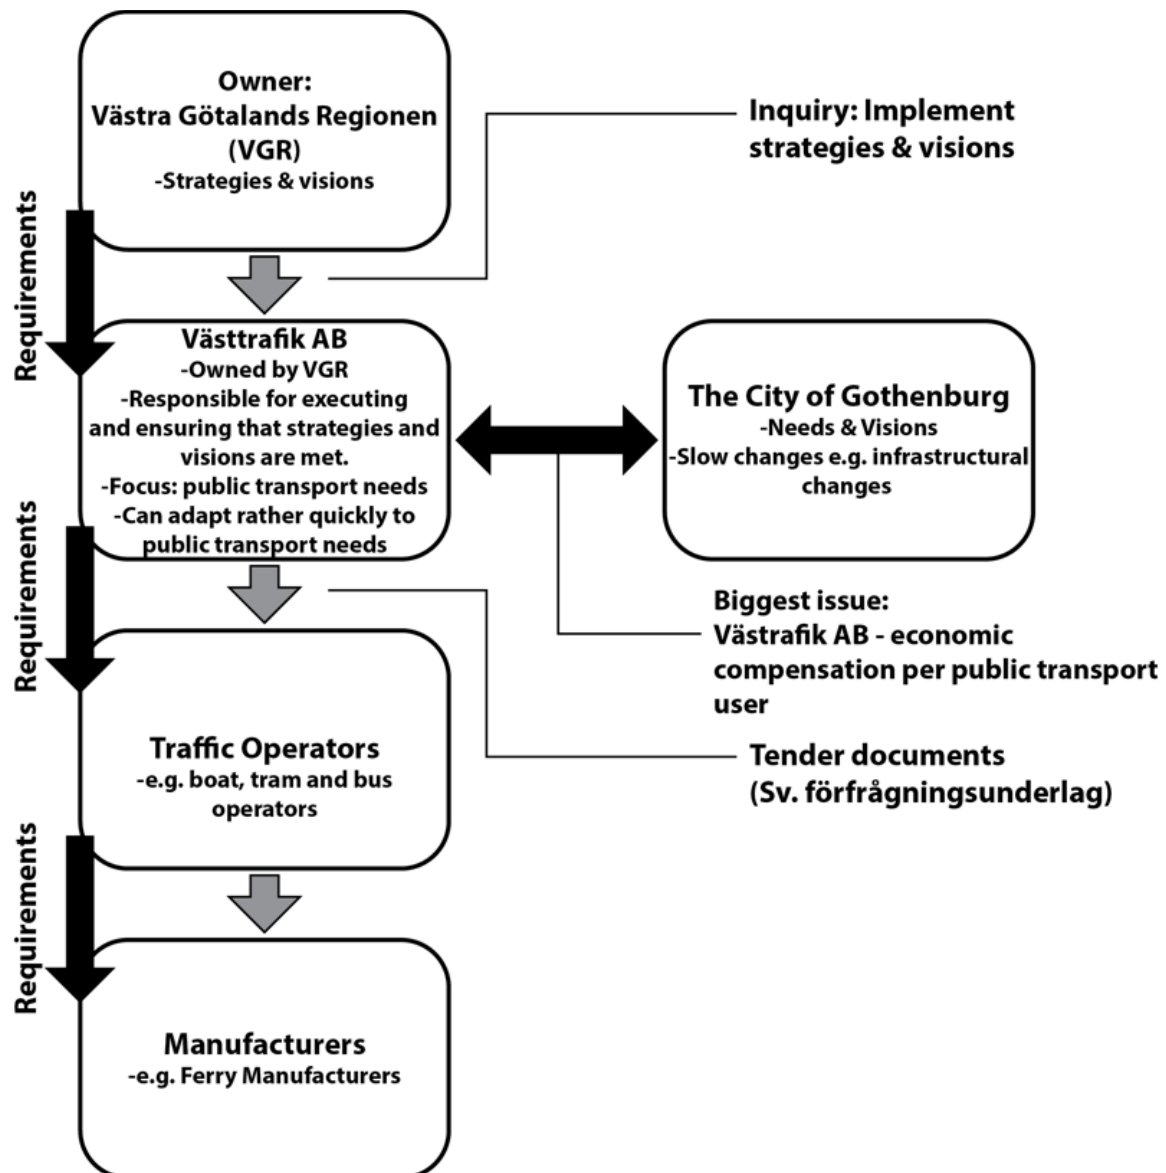 Owner:
Västra Götalands Regionen
(VGR)
-Strategies & visions
Inquiry: Implement
strategies & visions
Requirements
Västtrafik AB
-Owned by VGR
-Responsible for executing
and ensuring that strategies and
visions are met.
-Focus: public transport needs
-Can adapt rather quickly to
public transport needs
The City of Gothenburg
-Needs & Visions
-Slow changes e.g. infrastructural
changes
Biggest issue:
Västrafik AB - economic
compensation per public transport
user
Requirements
Traffic Operators
-e.g. boat, tram and bus
operators
Tender documents
(Sv. förfrågningsunderlag)
Requirements
Manufacturers
-e.g. Ferry Manufacturers